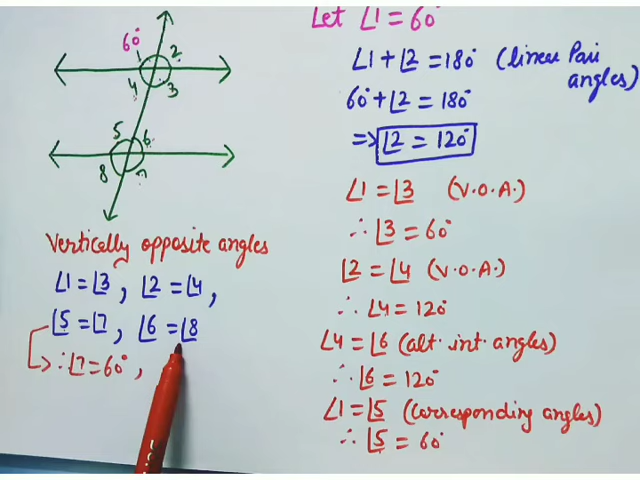 60°
1 2
4 3
5 6
8 7
Vertically opposite angles
∠1 = ∠3, ∠2 = ∠4,
∠5 = ∠7, ∠6 = ∠8
∴ ∠7 = 60°,
Let ∠1 = 60°
∠1 + ∠2 = 180° (linear Pair angles)
60° + ∠2 = 180°
=> ∠2 = 120°
∠1 = ∠3 (V.O.A.)
∴ ∠3 = 60°
∠2 = ∠4 (V.O.A.)
∴ ∠4 = 120°
∠4 = ∠6 (alt. int. angles)
∴ ∠6 = 120°
∠1 = ∠5 (Corresponding angles)
∴ ∠5 = 60°